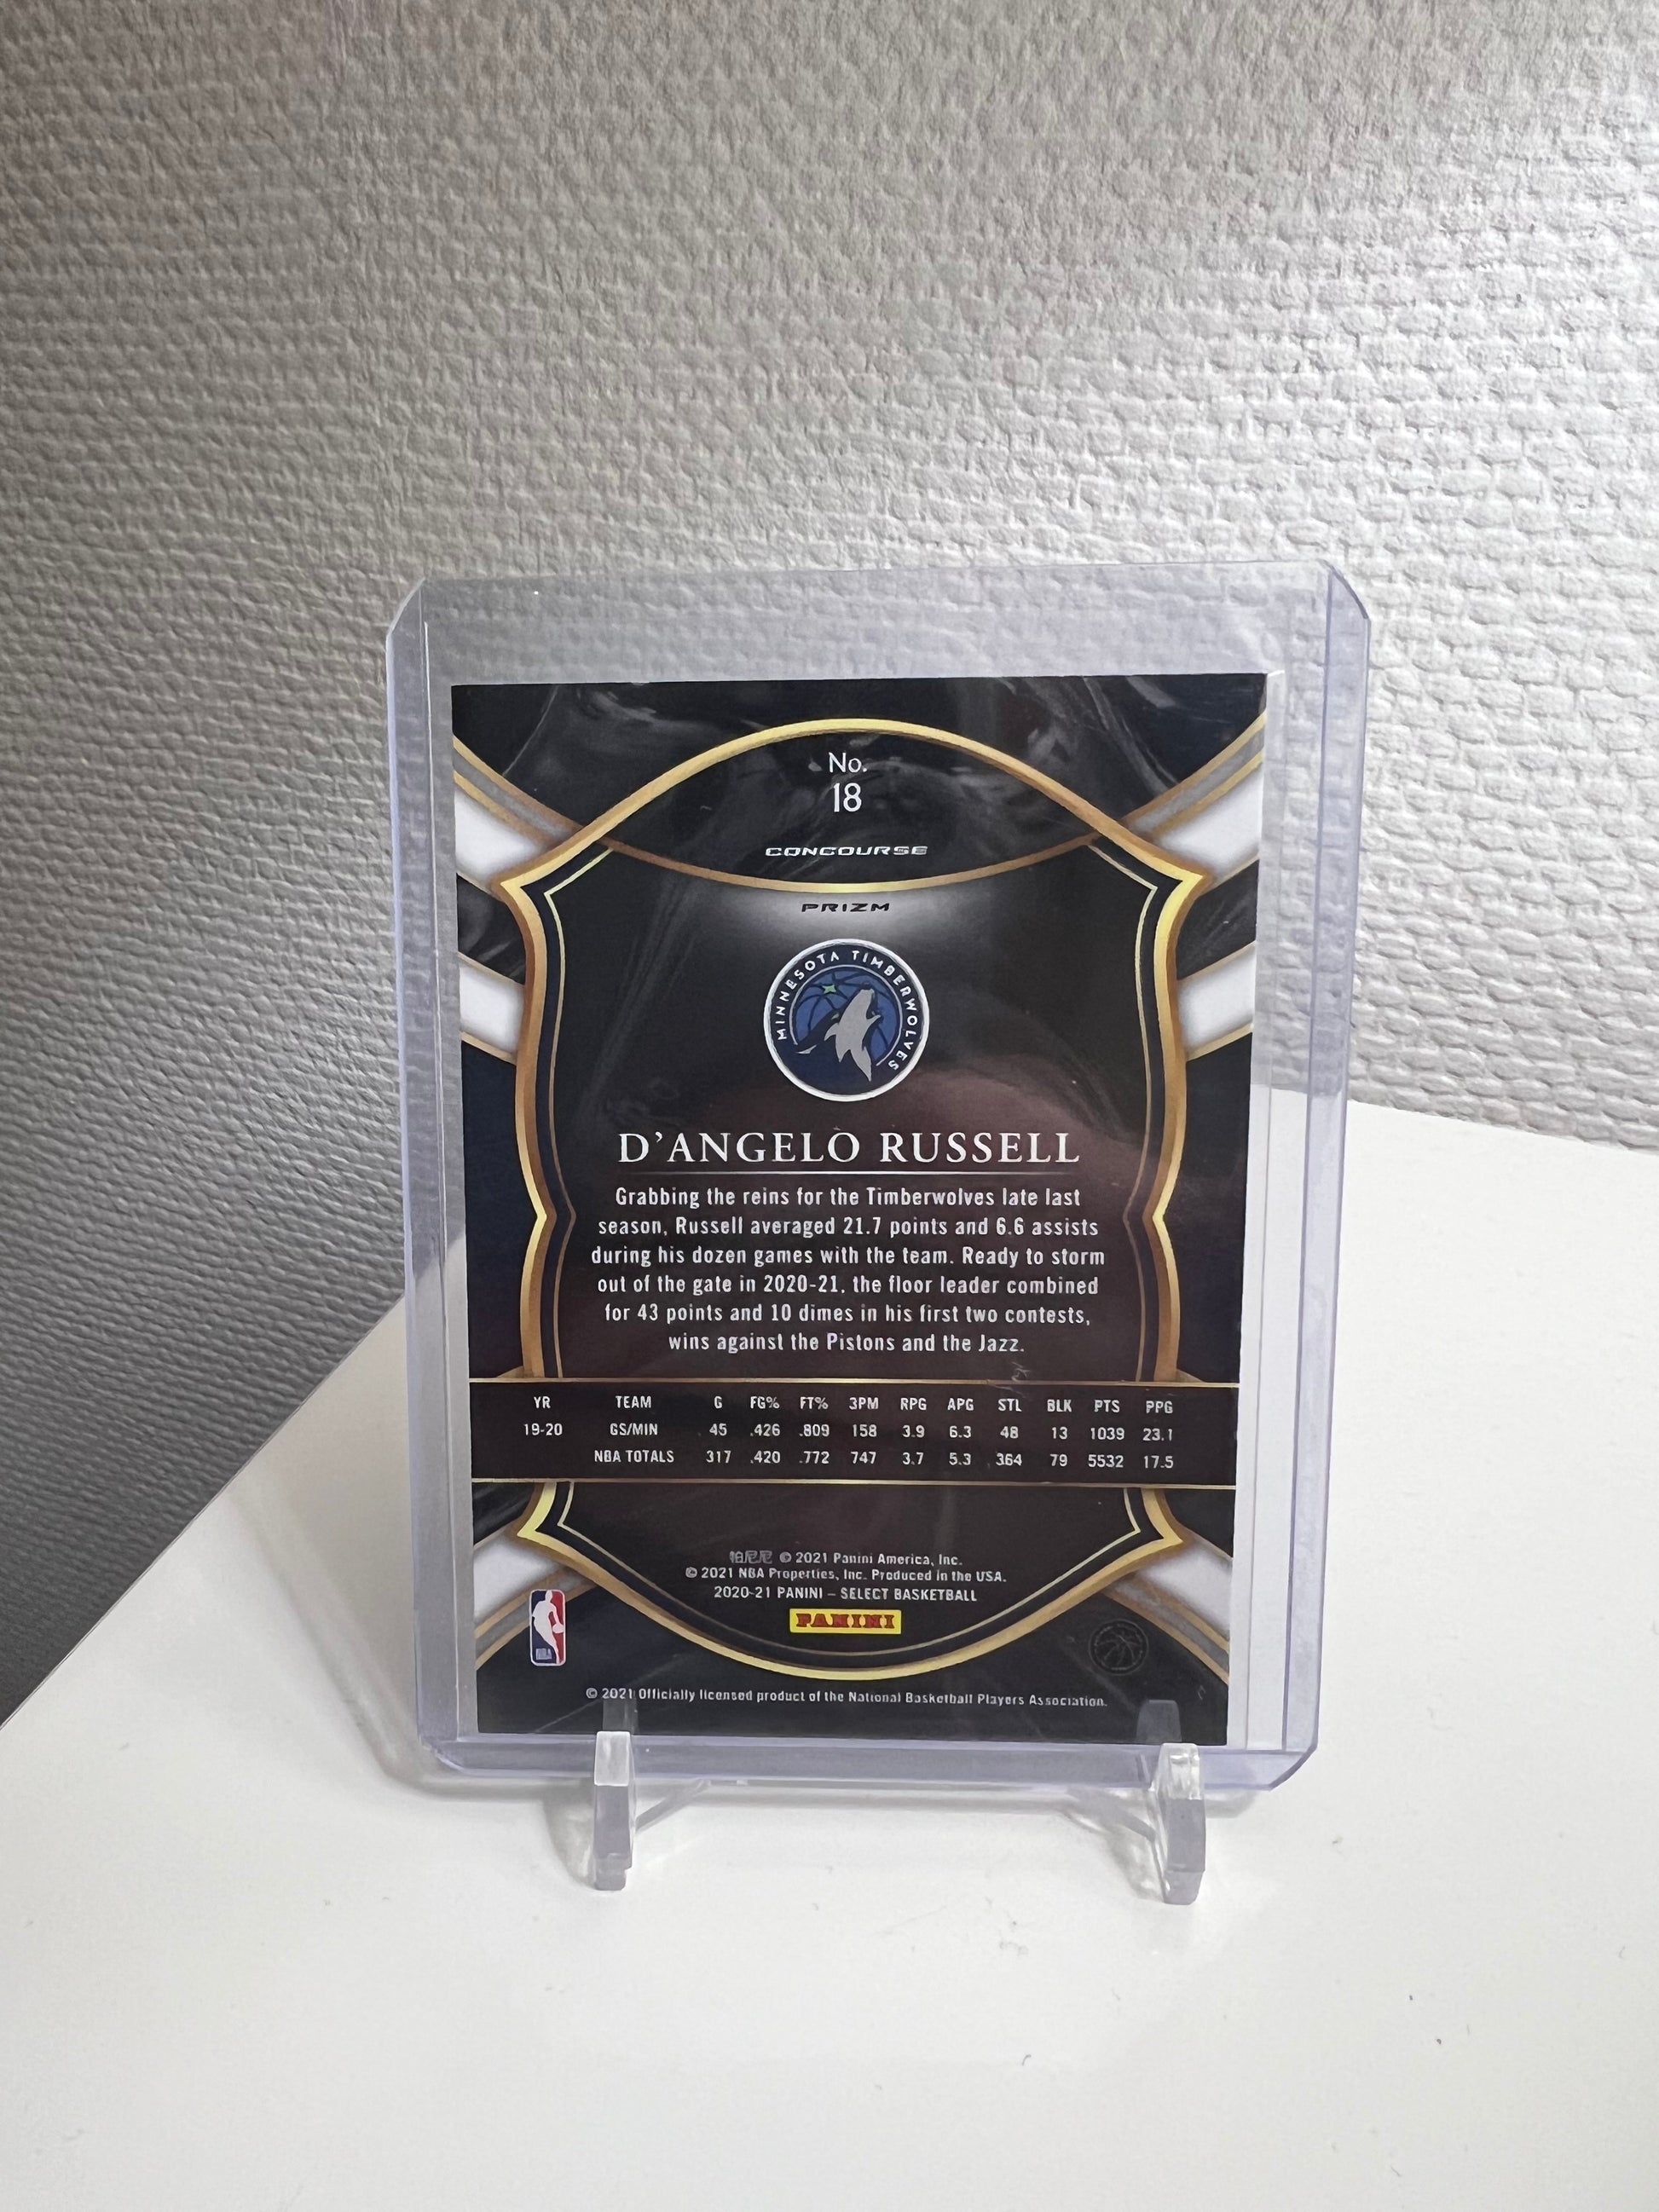 No.
18
CONCOURSE
PRIZM
MINNESOTA TIMBERWOLVES
D'ANGELO RUSSELL
Grabbing the reins for the Timberwolves late last
season, Russell averaged 21.7 points and 6.6 assists
during his dozen games with the team. Ready to storm
out of the gate in 2020-21, the floor leader combined
for 43 points and 10 dimes in his first two contests,
wins against the Pistons and the Jazz.
YR TEAM G FG% FT% 3PM RPG APG STL BLK PTS PPG
19-20 GS/MIN 45 .426 .809 158 3.9 6.3 48 13 1039 23.1
NBA TOTALS 317 .420 .772 747 3.7 5.3 364 79 5532 17.5
帕尼尼 © 2021 Panini America, Inc.
© 2021 NBA Properties, Inc. Produced in the USA.
2020-21 PANINI – SELECT BASKETBALL
PANINI
NBA
© 2021 Officially licensed product of the National Basketball Players Association.